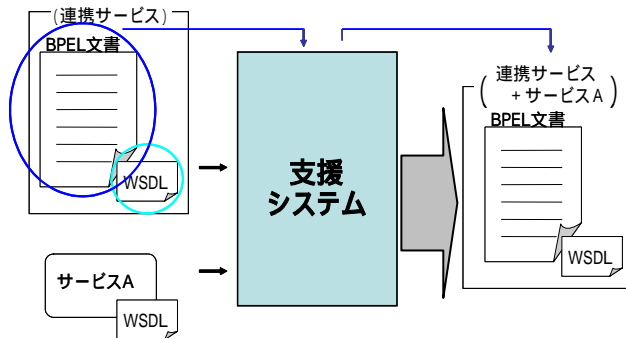 (連携サービス)
BPEL文書
WSDL
サービスA
WSDL
支援
システム
(連携サービス
+サービスA)
BPEL文書
WSDL